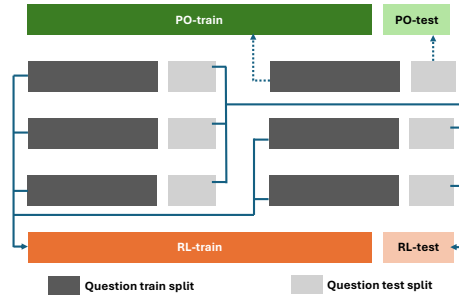 PO-train
PO-test
RL-train
RL-test
Question train split
Question test split